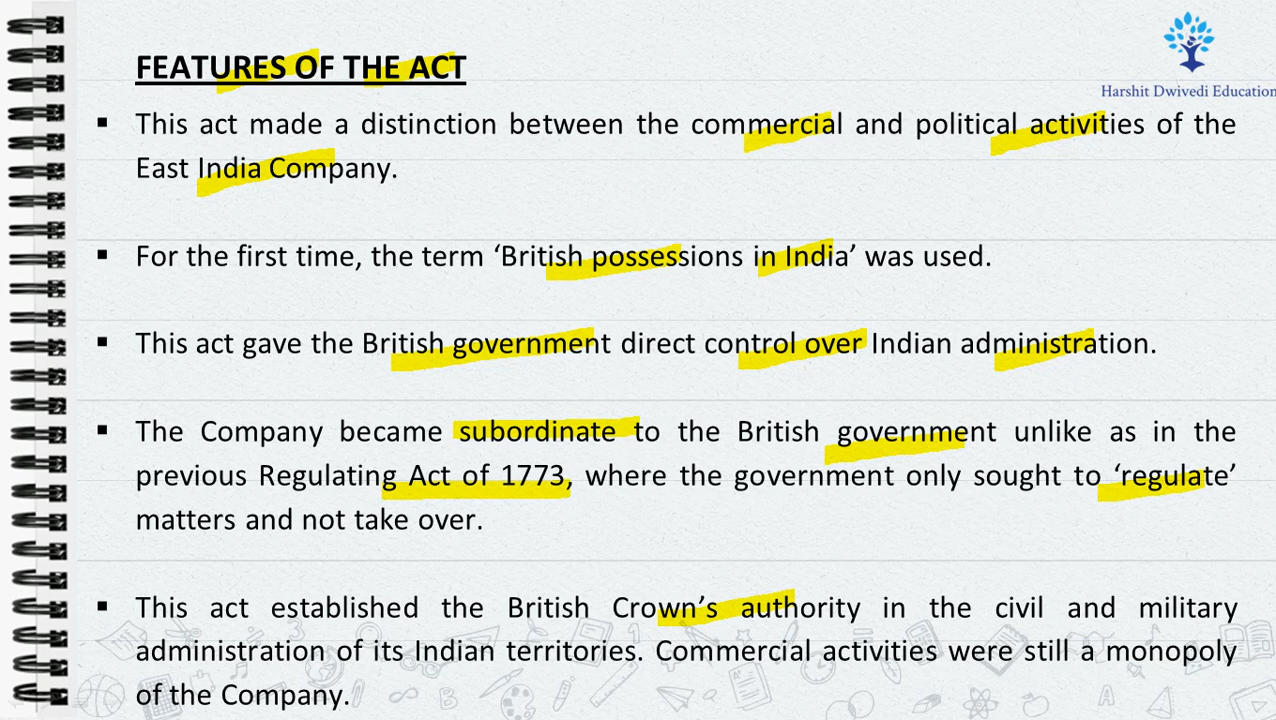 FEATURES OF THE ACT
Harshit Dwivedi Education
▪ This act made a distinction between the commercial and political activities of the
East India Company.
▪ For the first time, the term ‘British possessions in India’ was used.
▪ This act gave the British government direct control over Indian administration.
▪ The Company became subordinate to the British government unlike as in the
previous Regulating Act of 1773, where the government only sought to ‘regulate’
matters and not take over.
▪ This act established the British Crown’s authority in the civil and military
administration of its Indian territories. Commercial activities were still a monopoly
of the Company.